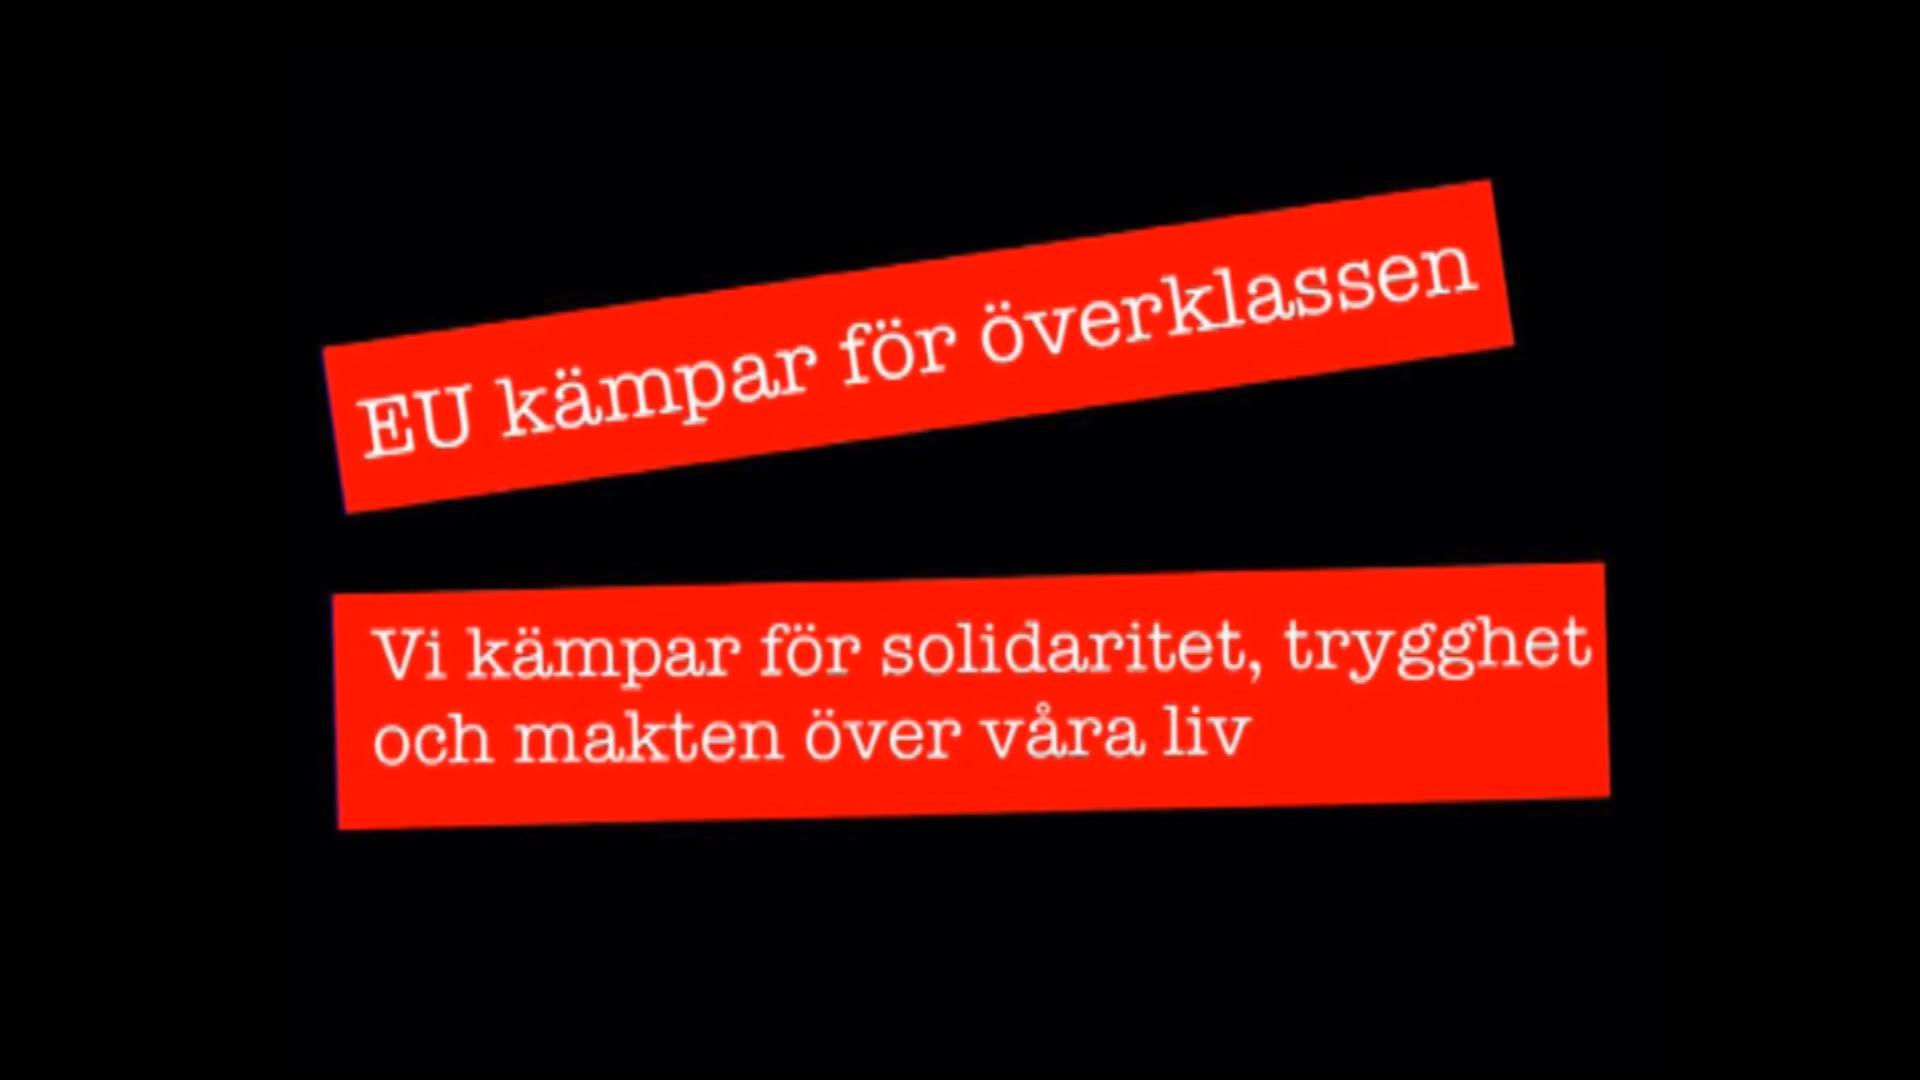 EU kämpar för överklassen
Vi kämpar för solidaritet, trygghet
och makten över våra liv